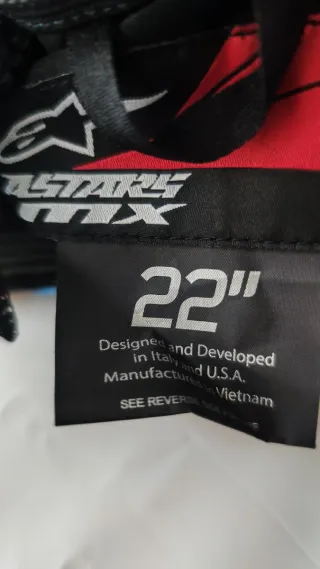 ASTARS
MX
22"
Designed and Developed
in Italy and U.S.A.
Manufactured in Vietnam
SEE REVERSE